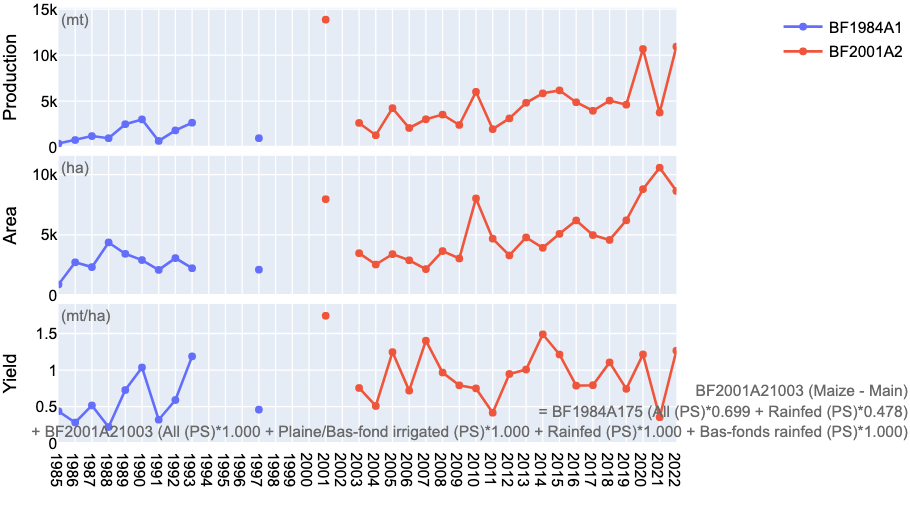 15k
(mt)
BF1984A1
BF2001A2
10k
Production
5k
0
(ha)
10k
Area
5k
0
(mt/ha)
1.5
Yield
1
BF2001A21003 (Maize - Main)
0.5
= BF1984A175 (All (PS)*0.699 + Rainfed (PS)*0.478)
+ BF2001A21003 (All (PS)*1.000 + Plaine/Bas-fond irrigated (PS)*1.000 + Rainfed (PS)*1.000 + Bas-fonds rainfed (PS)*1.000)
0
1985 1986 1987 1988 1989 1990 1991 1992 1993 1994 1995 1996 1997 1998 1999 2000 2001 2002 2003 2004 2005 2006 2007 2008 2009 2010 2011 2012 2013 2014 2015 2016 2017 2018 2019 2020 2021 2022